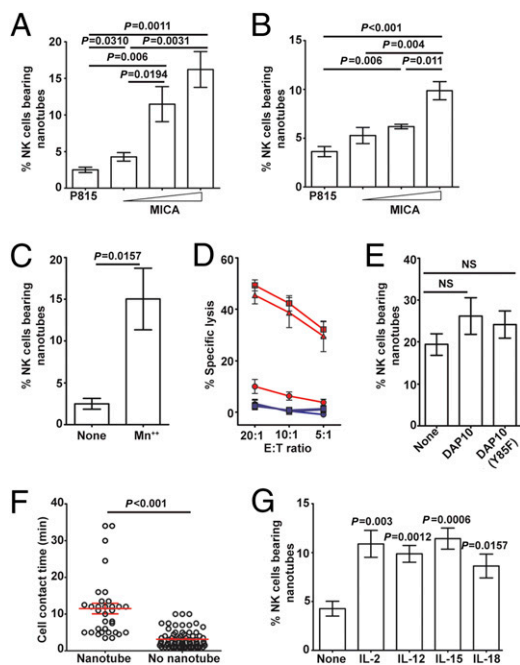 A
% NK cells bearing
nanotubes
20
15
10
5
0
P=0.0011
P=0.0310 P=0.0031
P=0.006
P=0.0194
P815
MICA
B
% NK cells bearing
nanotubes
15
10
5
0
P<0.001
P=0.004
P=0.006 P=0.011
P815
MICA
C
% NK cells bearing
nanotubes
20
15
10
5
0
P=0.0157
None Mn++
D
% Specific lysis
60
40
20
0
20:1 10:1 5:1
E:T ratio
E
% NK cells bearing
nanotubes
40
30
20
10
0
NS
NS
None
DAP10
DAP10
(Y85F)
F
Cell contact time (min)
40
30
20
10
0
P<0.001
Nanotube No nanotube
G
% NK cells bearing
nanotubes
15
10
5
0
P=0.003
P=0.0012
P=0.0006
P=0.0157
None IL-2 IL-12 IL-15 IL-18